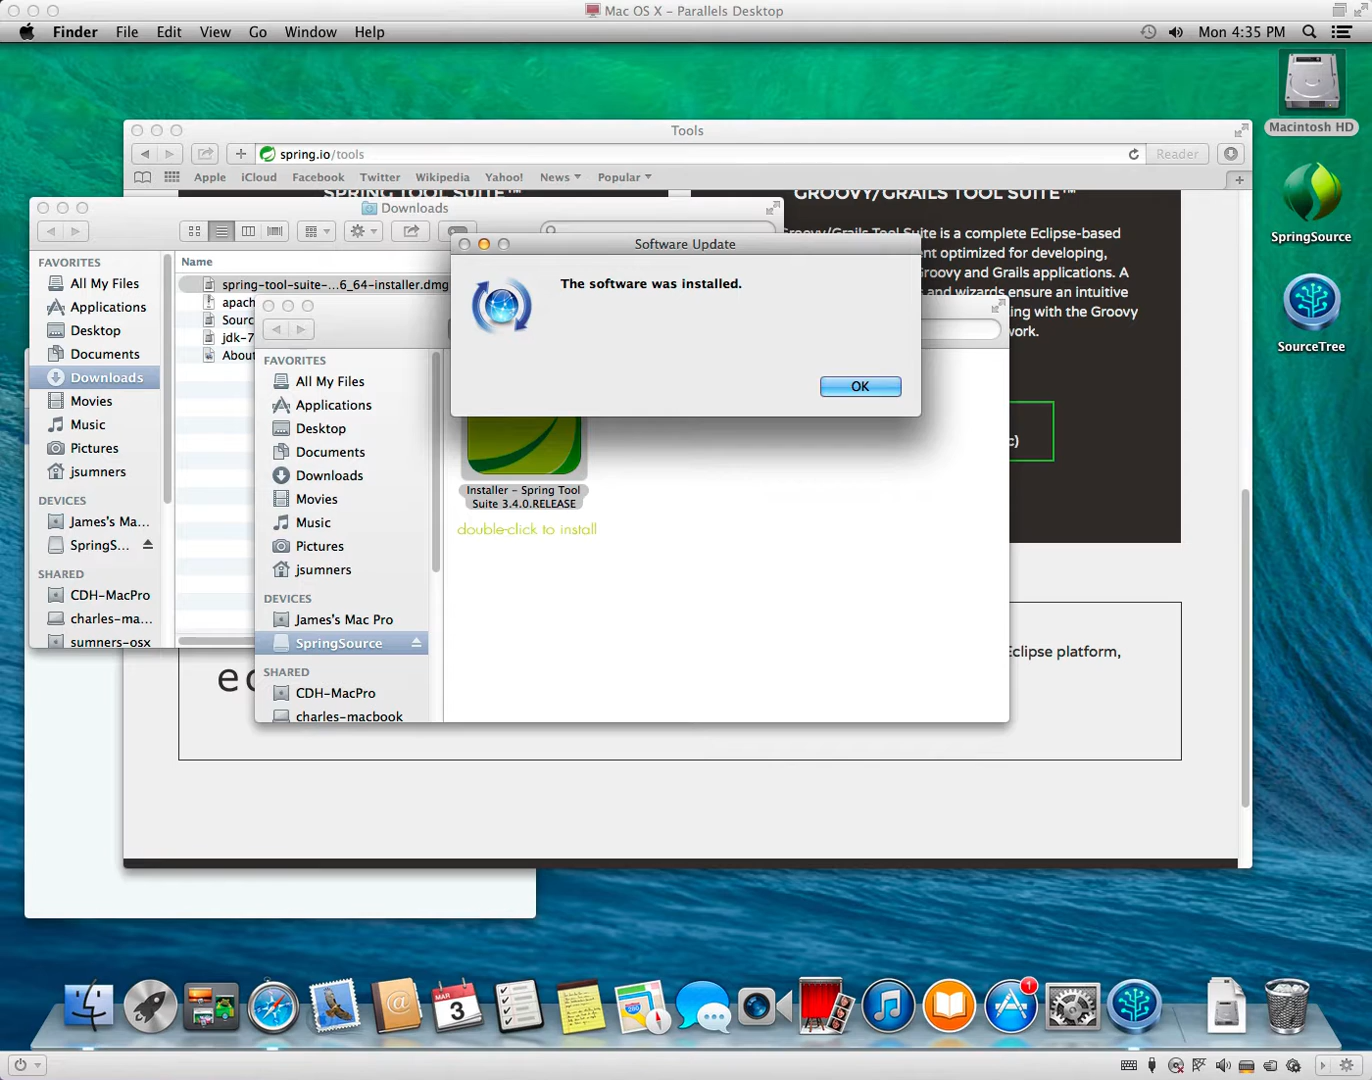 Mac OS X - Parallels Desktop
Finder File Edit View Go Window Help
Mon 4:35 PM
Macintosh HD
SpringSource
SourceTree
Tools
spring.io/tools
Reader
Apple iCloud Facebook Twitter Wikipedia Yahoo! News Popular
SPRING TOOL SUITE™
GROOVY/GRAILS TOOL SUITE™
Groovy/Grails Tool Suite is a complete Eclipse-based
nt optimized for developing,
Groovy and Grails applications. A
and wizards ensure an intuitive
ing with the Groovy
work.
c)
Eclipse platform,
ec
Downloads
FAVORITES
All My Files
Applications
Desktop
Documents
Downloads
Movies
Music
Pictures
jsumners
DEVICES
James's Ma...
SpringS...
SHARED
CDH-MacPro
charles-ma...
sumners-osx
Name
spring-tool-suite-...6_64-installer.dmg
apach
Sourc
jdk-7
About
Software Update
The software was installed.
OK
FAVORITES
All My Files
Applications
Desktop
Documents
Downloads
Movies
Music
Pictures
jsumners
DEVICES
James's Mac Pro
SpringSource
SHARED
CDH-MacPro
charles-macbook
Installer - Spring Tool
Suite 3.4.0.RELEASE
double-click to install
MAR
3
1